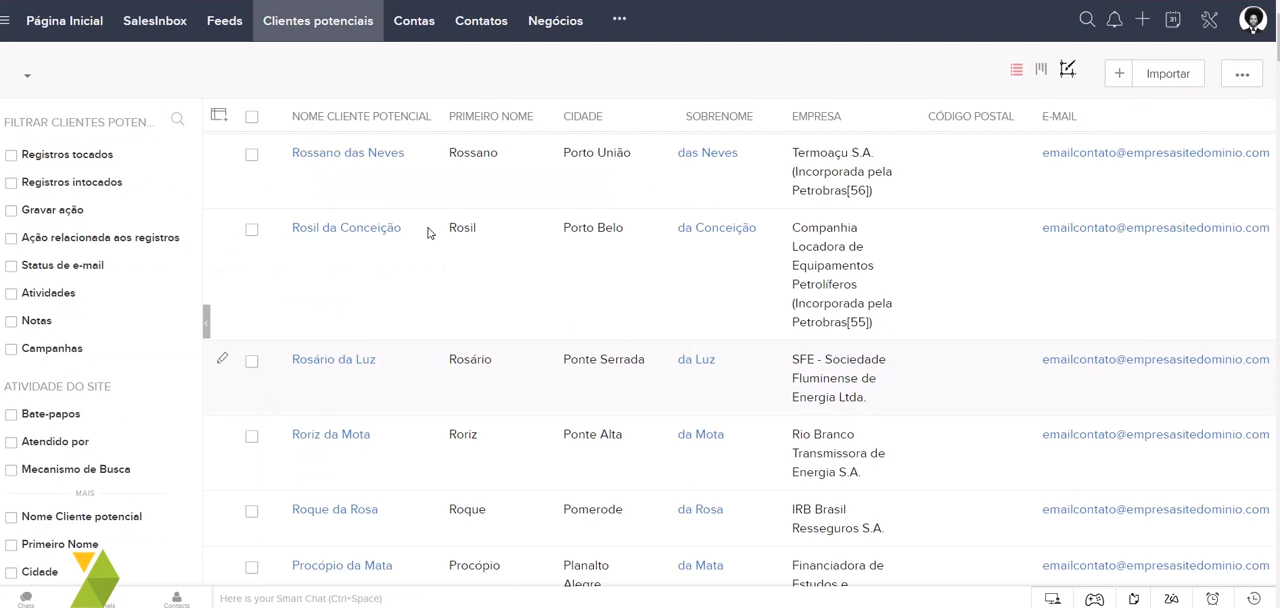 Página Inicial SalesInbox Feeds Clientes potenciais Contas Contatos Negócios •••
31
+ Importar •••
FILTRAR CLIENTES POTEN...
Registros tocados
Registros intocados
Gravar ação
Ação relacionada aos registros
Status de e-mail
Atividades
Notas
Campanhas
ATIVIDADE DO SITE
Bate-papos
Atendido por
Mecanismo de Busca
MAIS
Nome Cliente potencial
Primeiro Nome
Cidade
NOME CLIENTE POTENCIAL PRIMEIRO NOME CIDADE SOBRENOME EMPRESA CÓDIGO POSTAL E-MAIL
Rossano das Neves Rossano Porto União das Neves Termoaçu S.A. emailcontato@empresasitedominio.com
(Incorporada pela
Petrobras[56])
Rosil da Conceição Rosil Porto Belo da Conceição Companhia emailcontato@empresasitedominio.com
Locadora de
Equipamentos
Petrolíferos
(Incorporada pela
Petrobras[55])
Rosário da Luz Rosário Ponte Serrada da Luz SFE - Sociedade emailcontato@empresasitedominio.com
Fluminense de
Energia Ltda.
Roriz da Mota Roriz Ponte Alta da Mota Rio Branco emailcontato@empresasitedominio.com
Transmissora de
Energia S.A.
Roque da Rosa Roque Pomerode da Rosa IRB Brasil emailcontato@empresasitedominio.com
Resseguros S.A.
Procópio da Mata Procópio Planalto da Mata Financiadora de emailcontato@empresasitedominio.com
Alegre Estudos e
Chats Contacts Here is your Smart Chat (Ctrl+Space)